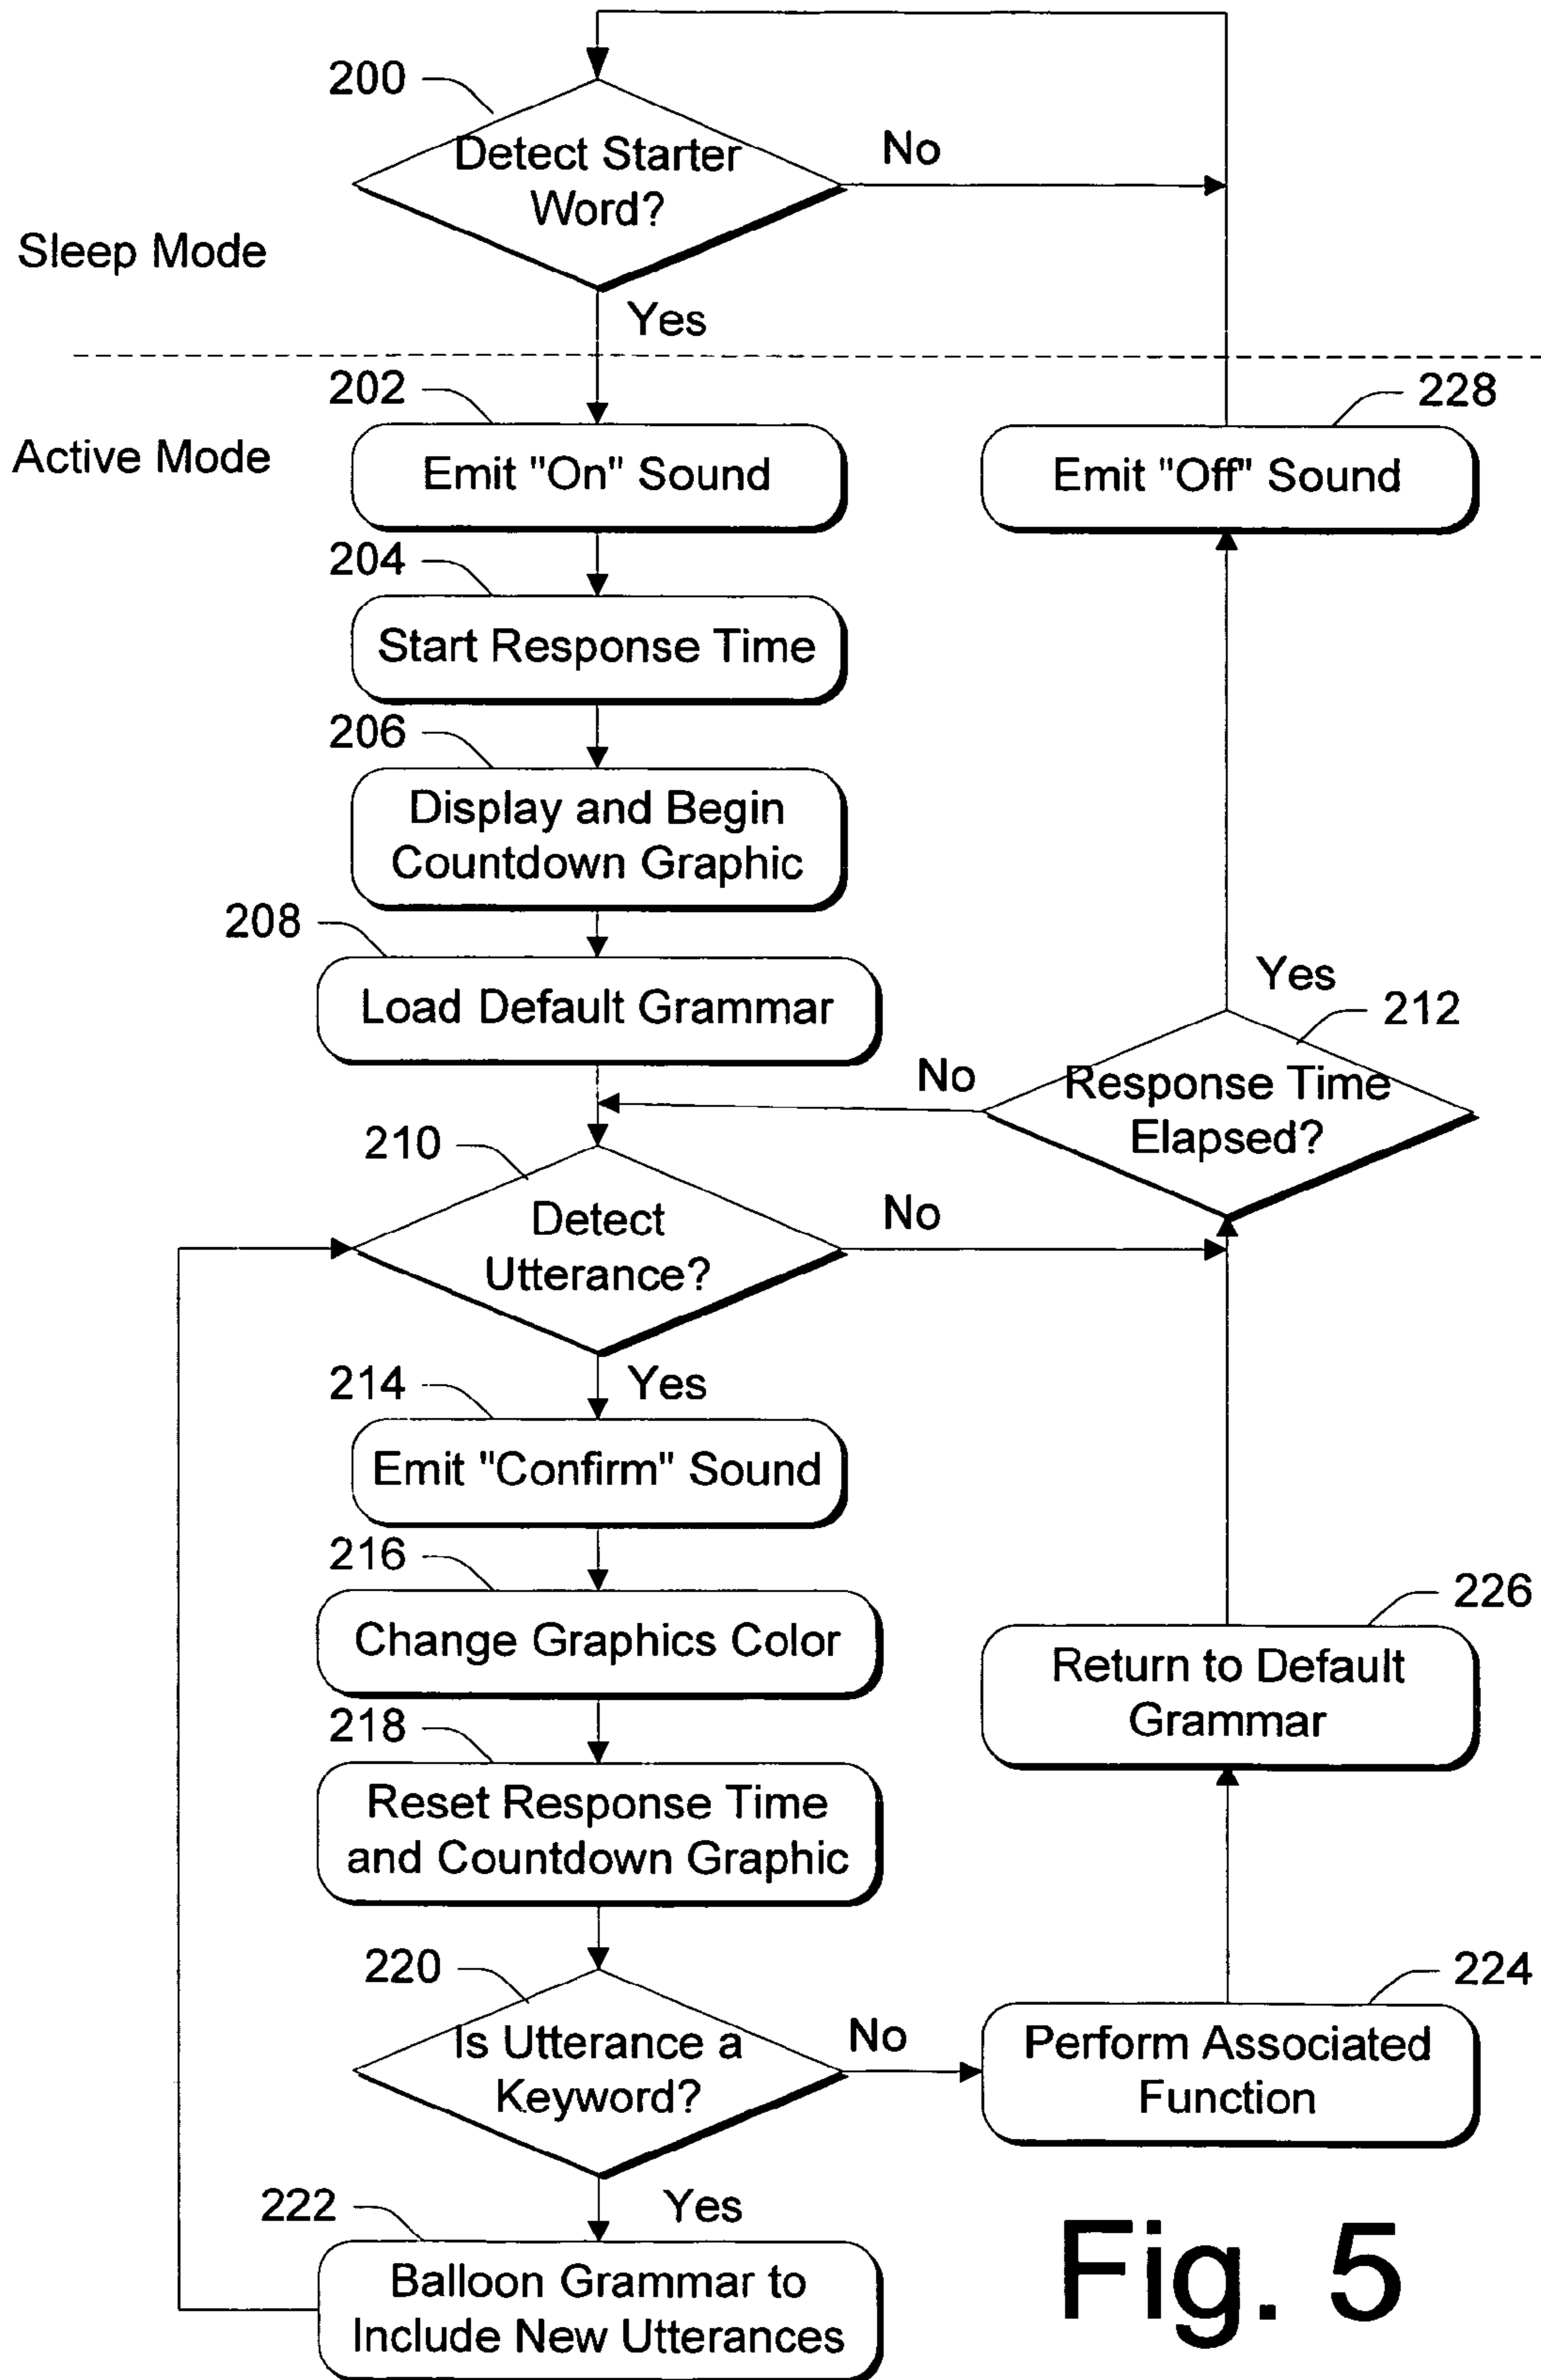 200
Detect Starter
Word?
No
Sleep Mode
Yes
202
228
Active Mode
Emit "On" Sound
Emit "Off" Sound
204
Start Response Time
206
Display and Begin
Countdown Graphic
208
Load Default Grammar
Yes
212
No
Response Time
Elapsed?
210
Detect
Utterance?
No
214
Yes
Emit "Confirm" Sound
216
Change Graphics Color
226
Return to Default
Grammar
218
Reset Response Time
and Countdown Graphic
220
Is Utterance a
Keyword?
No
224
Perform Associated
Function
222
Yes
Balloon Grammar to
Include New Utterances
Fig. 5